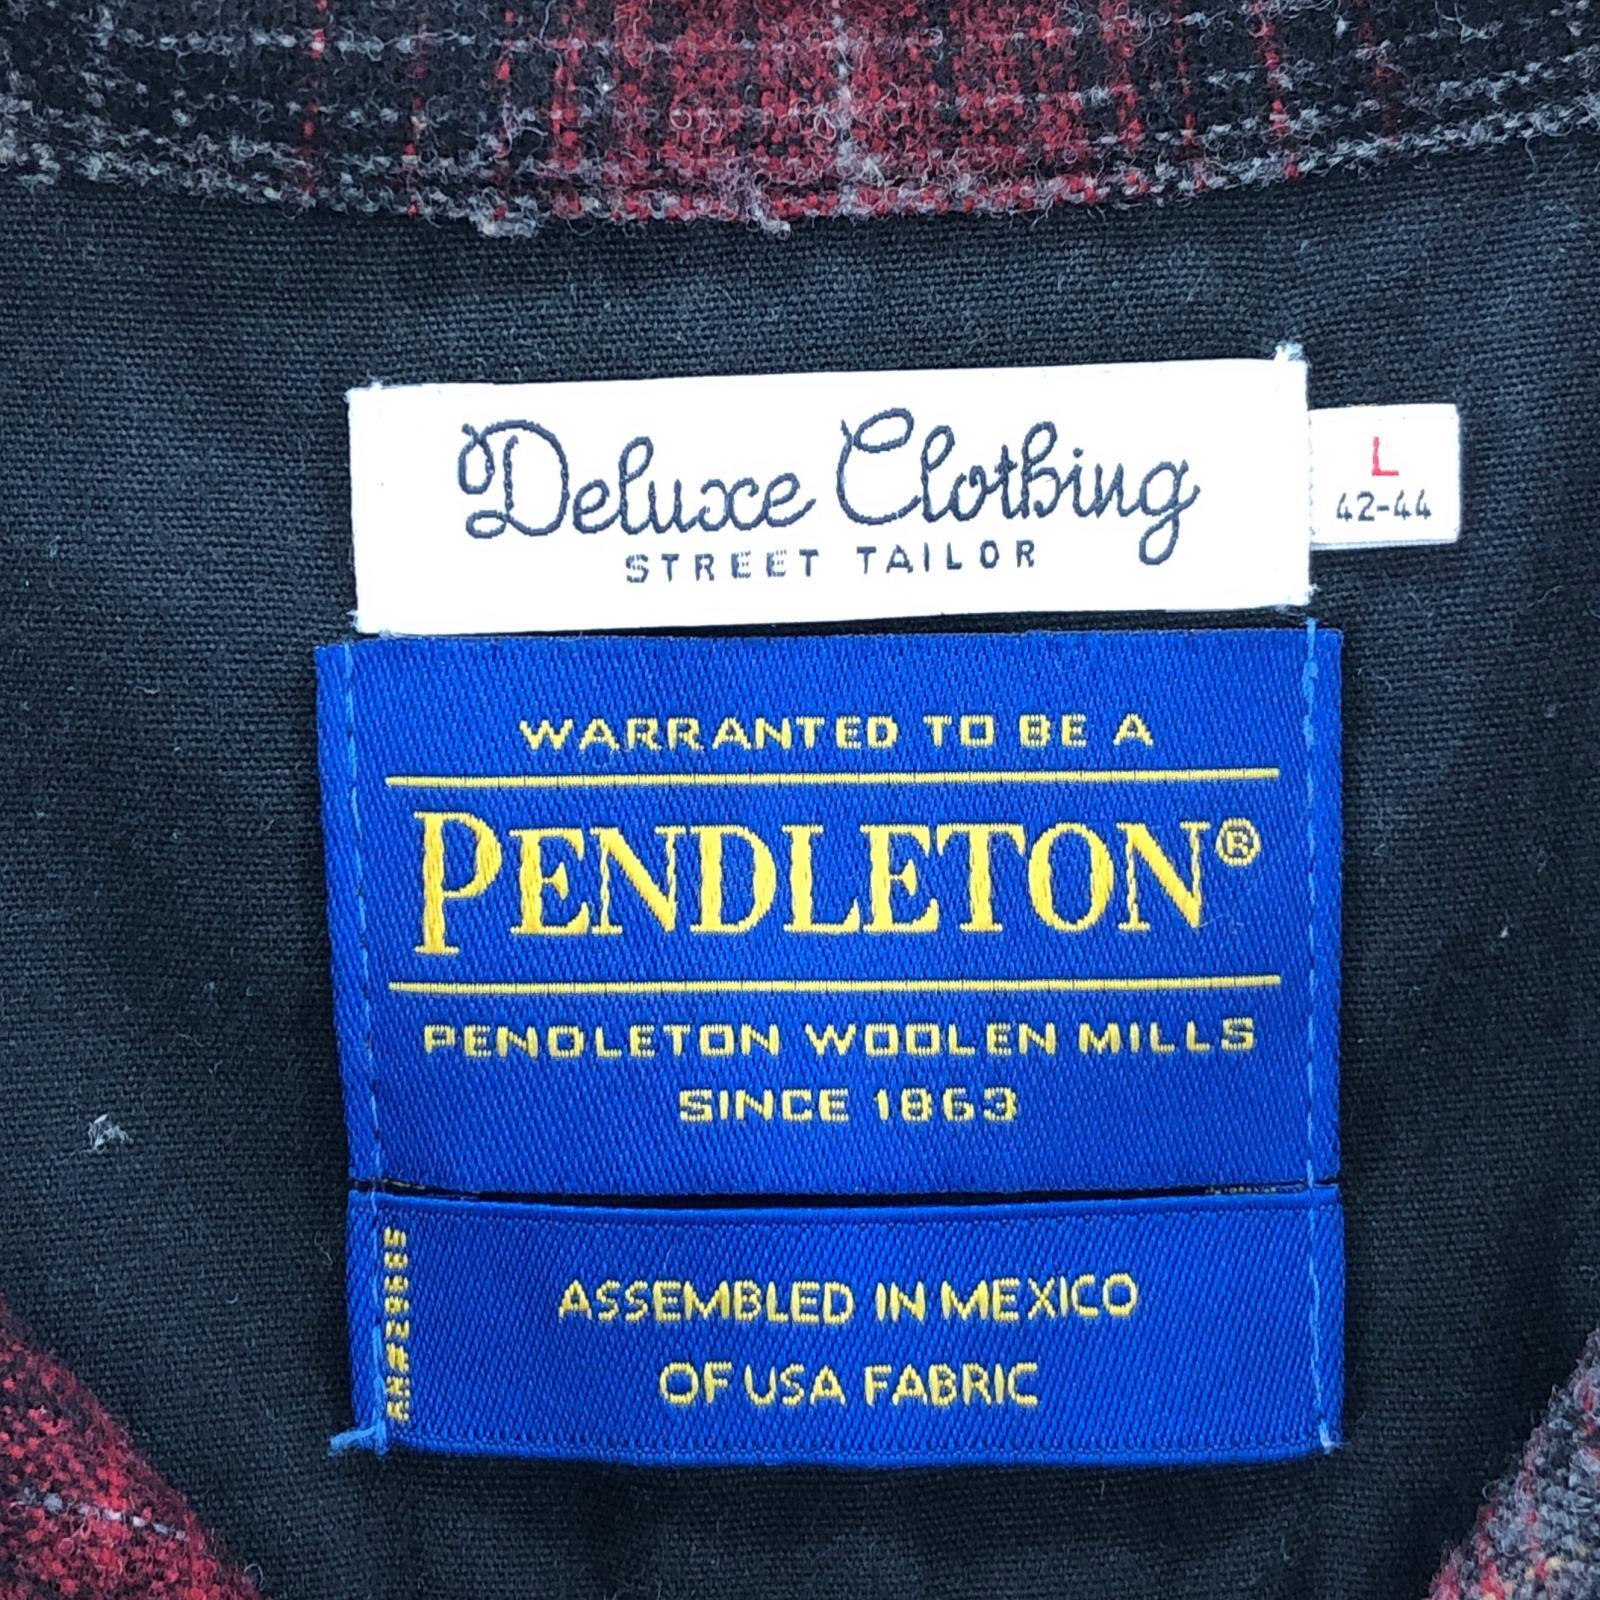 Deluxe Clothing
STREET TAILOR
L
42-44
WARRANTED TO BE A
PENDLETON®
PENDLETON WOOLEN MILLS
SINCE 1863
ASSEMBLED IN MEXICO
OF USA FABRIC